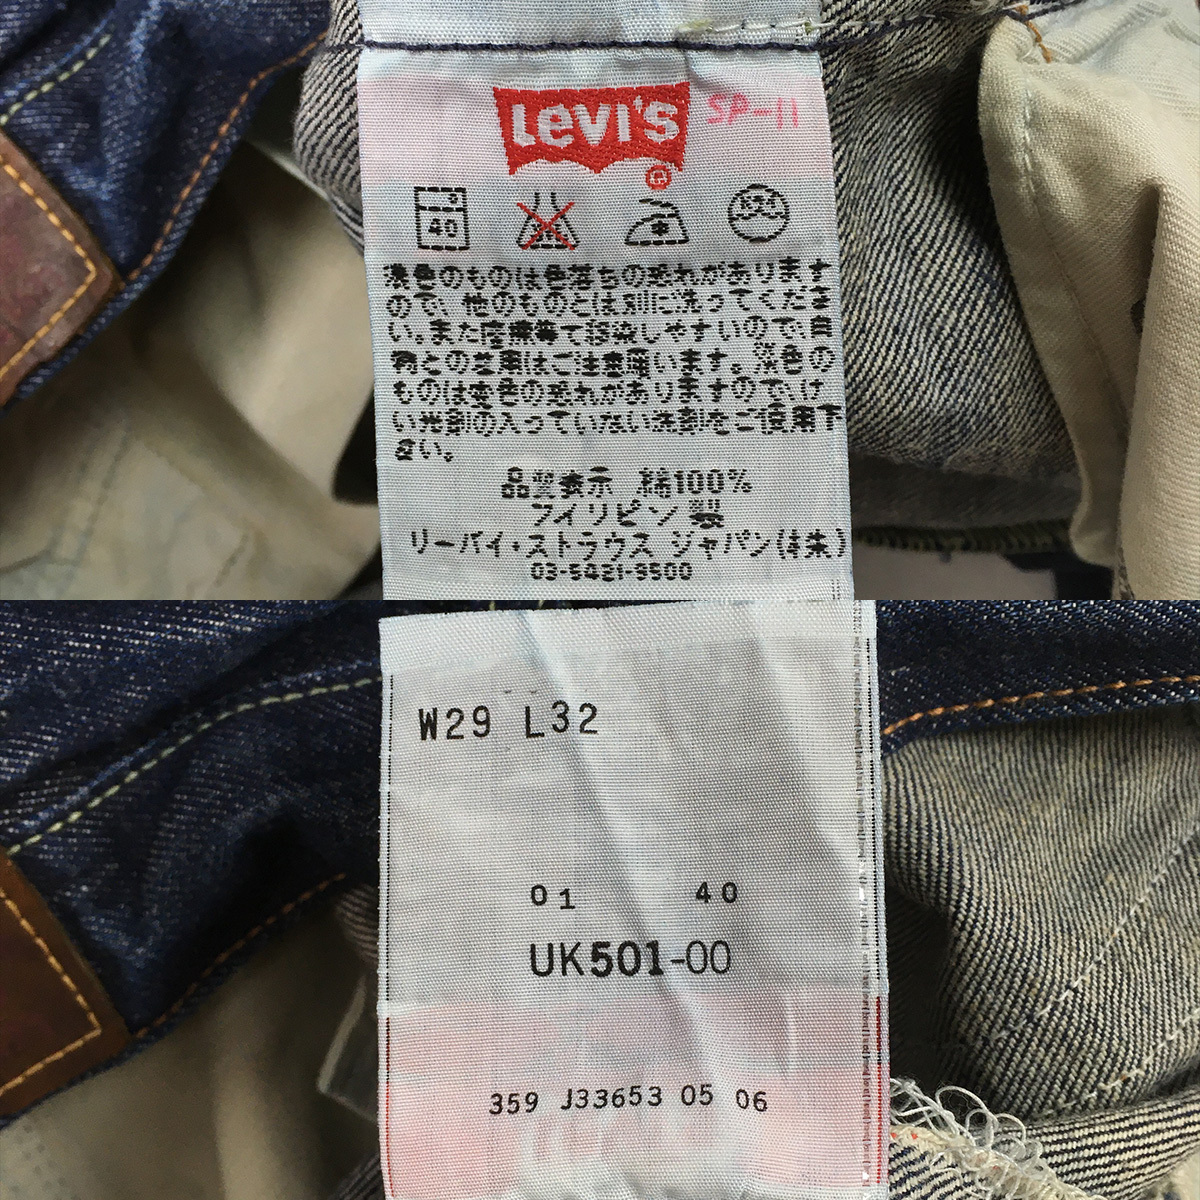 Levi's
®
SP-11
40
濃色のものは色落ちの恐れがあります
ので、他のものとは別に洗ってくださ
い。また摩擦等で移染しやすいので、白
物との差用はご注意願います。淡色の
ものは変色の恐れがありますので、け
い光剤の入っていない洗剤をご使用下
さい。
品質表示 綿100%
フィリピン製
リーバイ・ストラウス ジャパン(株)
03-5421-9500
W29 L32
01 40
UK501-00
359 J33653 05 06